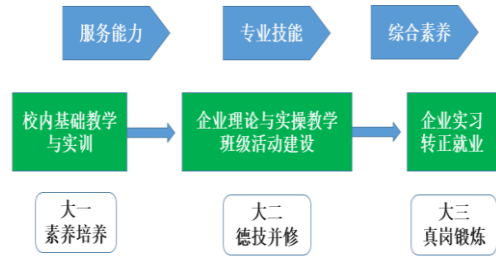 服务能力
专业技能
综合素养
校内基础教学
与实训
企业理论与实操教学
班级活动建设
企业实习
转正就业
大一
素养培养
大二
德技并修
大三
真岗锻炼